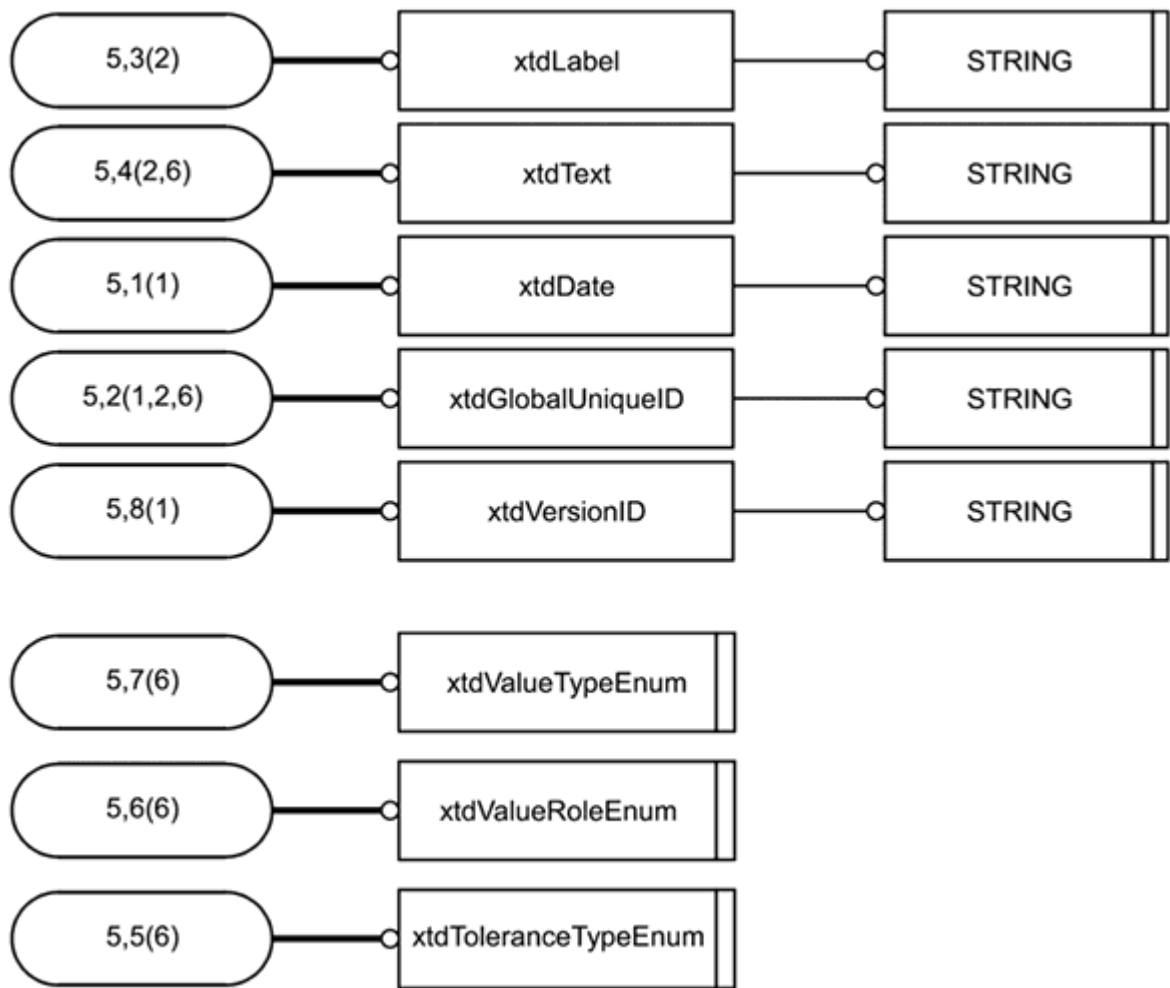 5,3(2) xtdLabel STRING
5,4(2,6) xtdText STRING
5,1(1) xtdDate STRING
5,2(1,2,6) xtdGlobalUniqueID STRING
5,8(1) xtdVersionID STRING
5,7(6) xtdValueTypeEnum
5,6(6) xtdValueRoleEnum
5,5(6) xtdToleranceTypeEnum